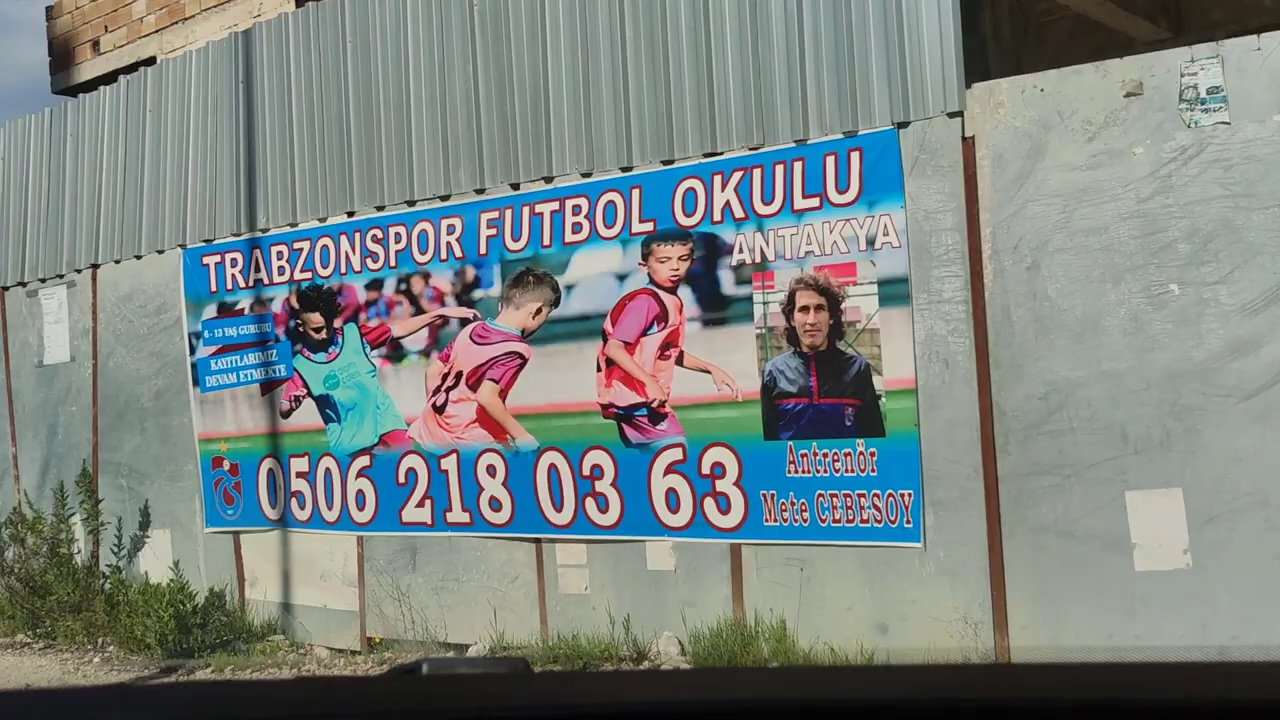 TRABZONSPOR FUTBOL OKULU
ANTAKYA
6 - 13 YAŞ GURUBU
KAYITLARIMIZ
DEVAM ETMEKTE
0506 218 03 63
Antrenör
Mete CEBESOY